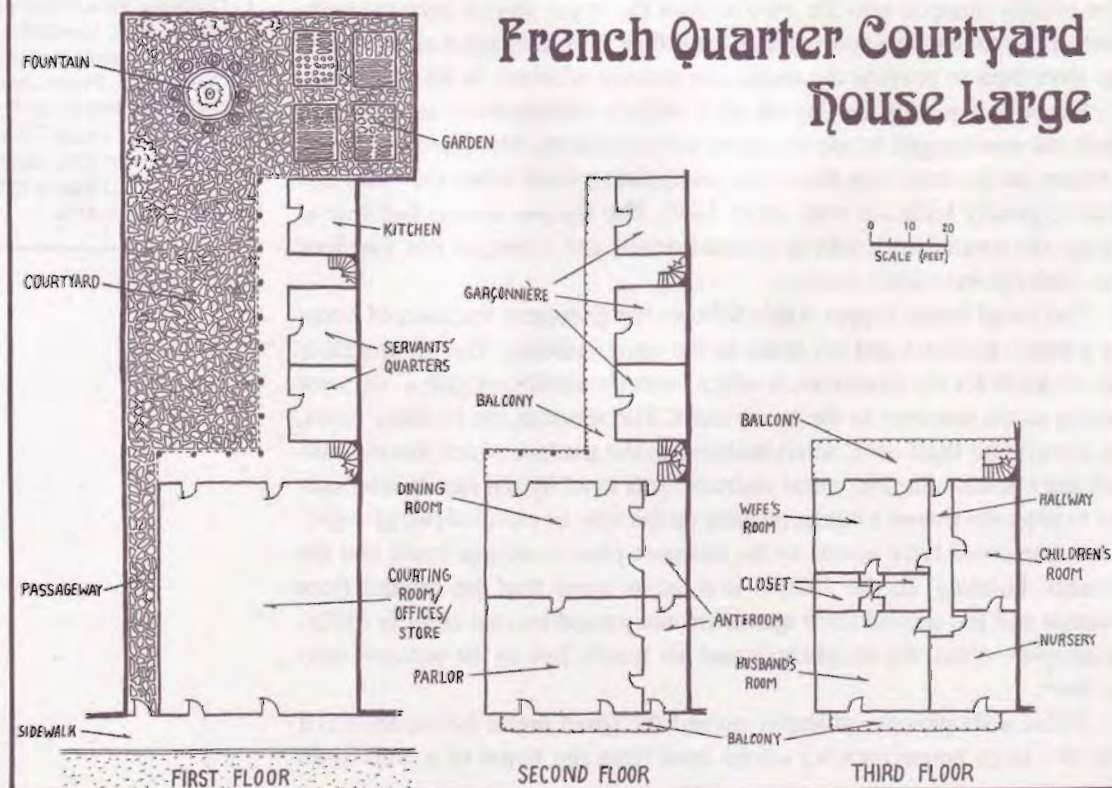 French Quarter Courtyard
House Large
FOUNTAIN
GARDEN
KITCHEN
COURTYARD
SERVANTS'
QUARTERS
PASSAGEWAY
COURTING
ROOM/
OFFICES/
STORE
SIDEWALK
FIRST FLOOR
GARÇONNIÈRE
BALCONY
DINING
ROOM
ANTEROOM
PARLOR
SECOND FLOOR
0 10 20
SCALE (FEET)
BALCONY
HALLWAY
WIFE'S
ROOM
CHILDREN'S
ROOM
CLOSET
NURSERY
HUSBAND'S
ROOM
BALCONY
THIRD FLOOR